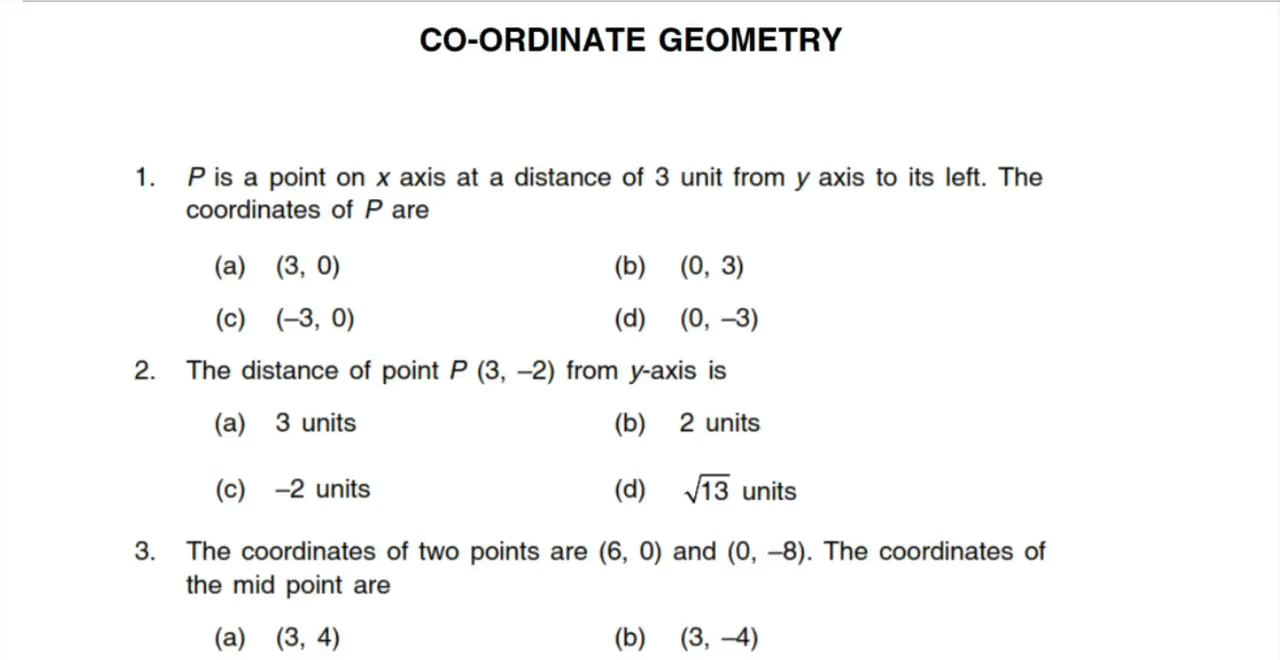 CO-ORDINATE GEOMETRY
1. P is a point on x axis at a distance of 3 unit from y axis to its left. The
coordinates of P are
(a) (3, 0) (b) (0, 3)
(c) (–3, 0) (d) (0, –3)
2. The distance of point P (3, –2) from y-axis is
(a) 3 units (b) 2 units
(c) –2 units (d) √13 units
3. The coordinates of two points are (6, 0) and (0, –8). The coordinates of
the mid point are
(a) (3, 4) (b) (3, –4)